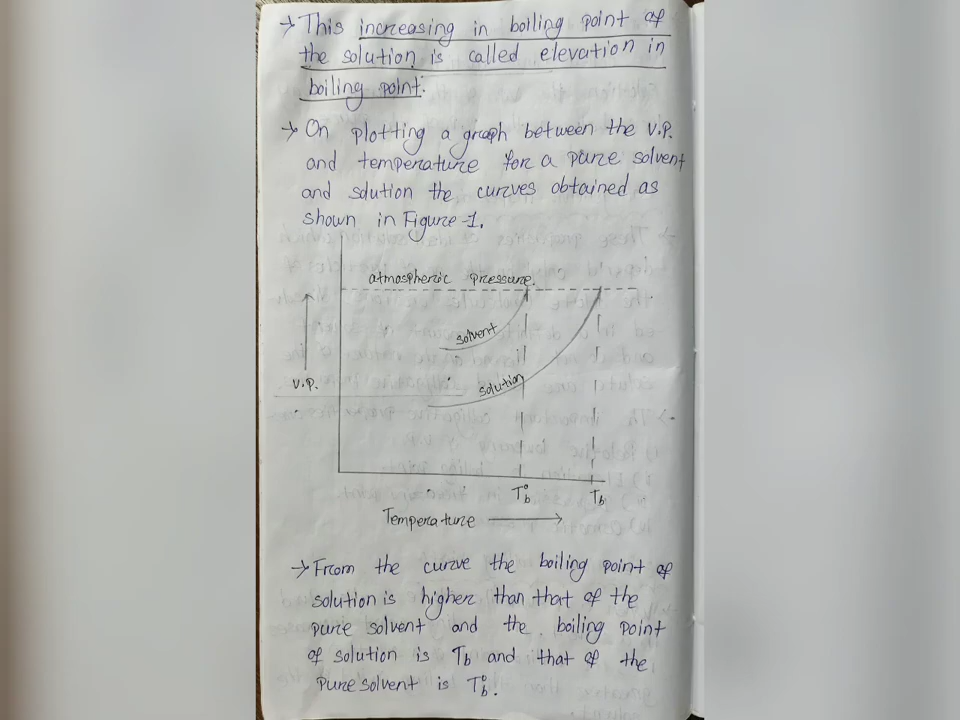 → This increasing in boiling point of
the solution is called elevation in
boiling point.
→ On plotting a graph between the V.P.
and temperature for a pure solvent
and solution the curves obtained as
shown in Figure-1.
atmospheric pressure.
solvent
V.P.
solution
T°b
Tb
Temperature →
→ From the curve the boiling point of
solution is higher than that of the
pure solvent and the boiling point
of solution is Tb and that of the
pure solvent is T°b.